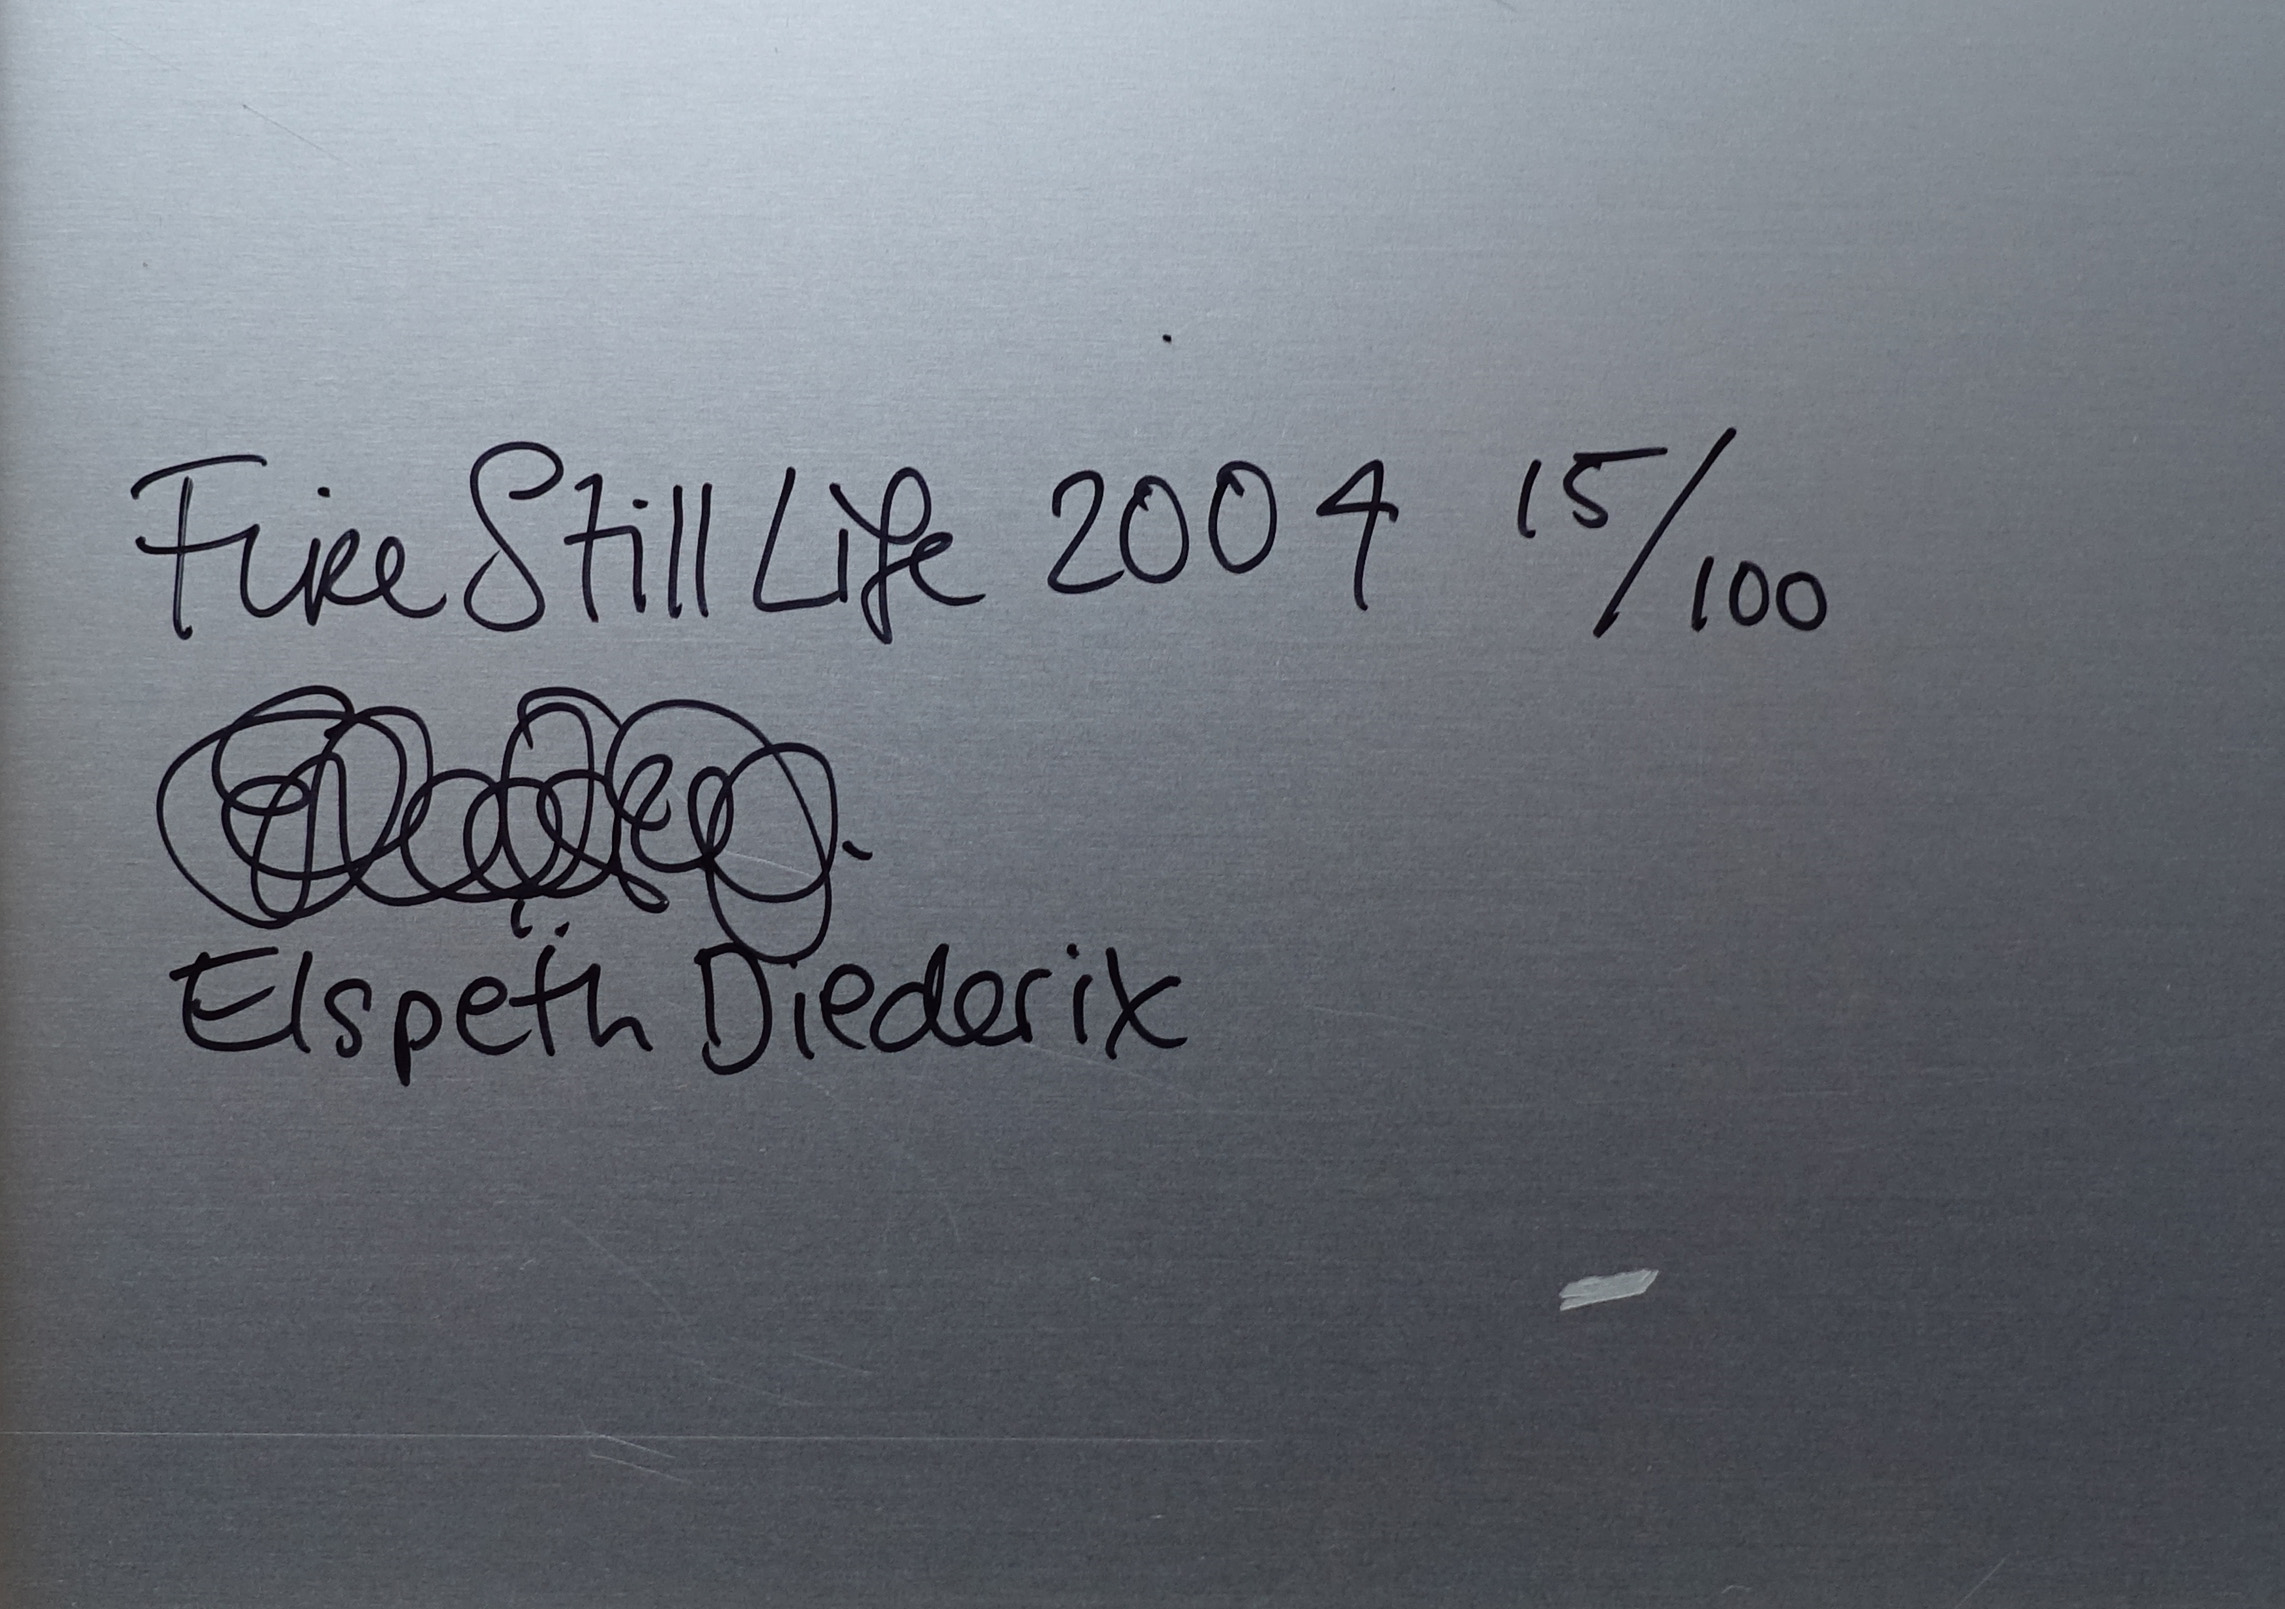 Fire Still Life 2004 15/100
Elspeth Diederix